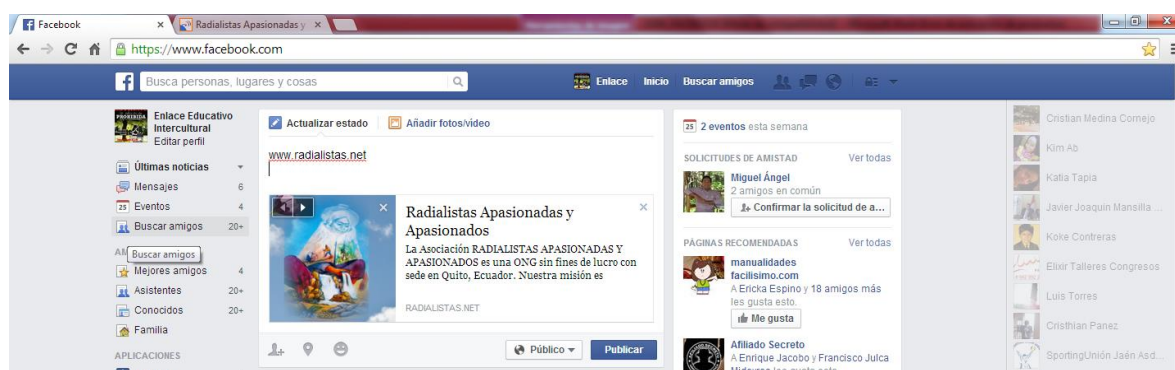 Facebook
Radialistas Apasionadas y
https://www.facebook.com
Busca personas, lugares y cosas
Enlace Inicio Buscar amigos
Enlace Educativo
Intercultural
Editar perfil
Últimas noticias
Mensajes 6
Eventos 4
Buscar amigos 20+
Buscar amigos
Mejores amigos 4
Asistentes 20+
Conocidos 20+
Familia
APLICACIONES
Actualizar estado Añadir fotos/video
www.radialistas.net
Radialistas Apasionadas y
Apasionados
La Asociación RADIALISTAS APASIONADAS Y
APASIONADOS es una ONG sin fines de lucro con
sede en Quito, Ecuador. Nuestra misión es
RADIALISTAS.NET
Público Publicar
25 2 eventos esta semana
SOLICITUDES DE AMISTAD Ver todas
Miguel Ángel
2 amigos en común
Confirmar la solicitud de a...
PÁGINAS RECOMENDADAS Ver todas
manualidades
facilisimo.com
A Ericka Espino y 18 amigos más
les gusta esto.
Me gusta
Afiliado Secreto
A Enrique Jacobo y Francisco Julca
Cristian Medina Cornejo
Kim Ab
Katia Tapia
Javier Joaquin Mansilla ...
Koke Contreras
Elixir Talleres Congresos
Luis Torres
Cristhian Panez
SportingUnión Jaén Asd...